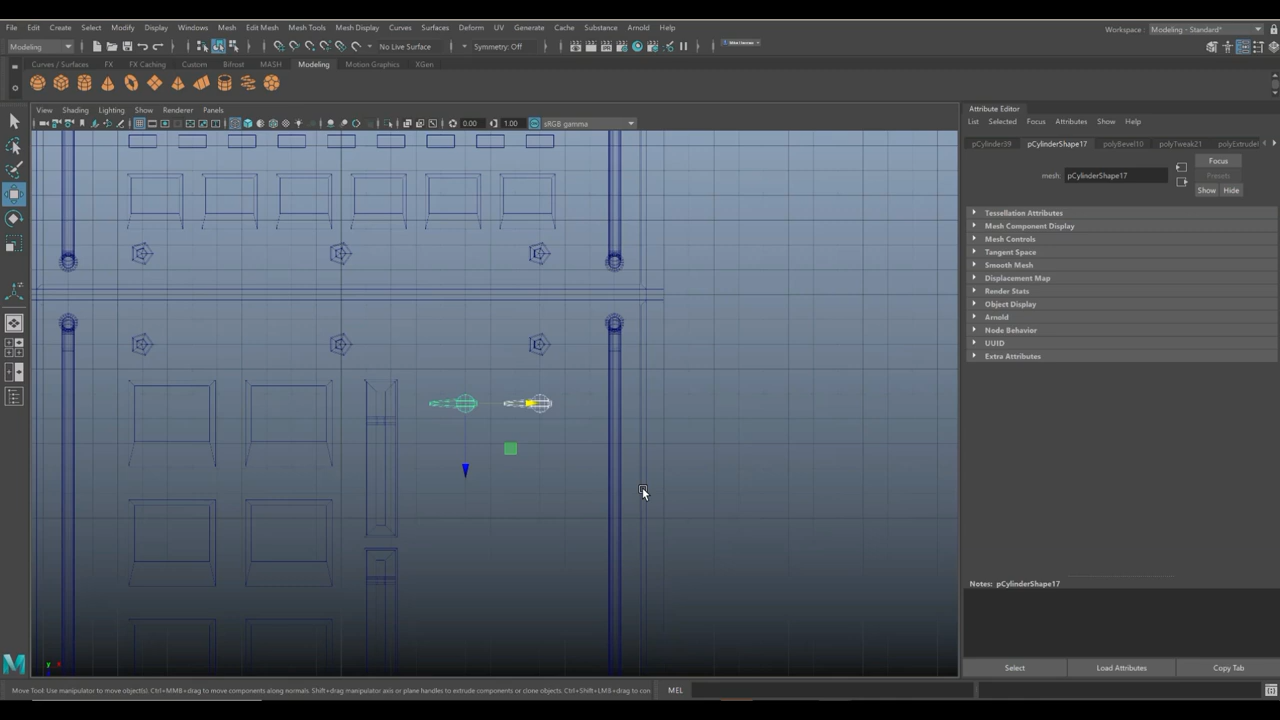 File Edit Create Select Modify Display Windows Mesh Edit Mesh Mesh Tools Mesh Display Curves Surfaces Deform UV Generate Cache Substance Arnold Help
Workspace: Modeling - Standard*
Modeling
No Live Surface
Symmetry: Off
Curves / Surfaces FX FX Caching Custom Bifrost MASH Modeling Motion Graphics XGen
View Shading Lighting Show Renderer Panels
Attribute Editor
0.00 1.00 sRGB gamma
List Selected Focus Attributes Show Help
pCylinder39 pCylinderShape17 polyBevel10 polyTweak21 polyExtrude
Focus
mesh: pCylinderShape17
Presets
Show Hide
Tessellation Attributes
Mesh Component Display
Mesh Controls
Tangent Space
Smooth Mesh
Displacement Map
Render Stats
Object Display
Arnold
Node Behavior
UUID
Extra Attributes
Notes: pCylinderShape17
y x
Select Load Attributes Copy Tab
Move Tool: Use manipulator to move object(s). Ctrl+MMB+drag to move components along normals. Shift+drag manipulator axis or plane handles to extrude components or clone objects. Ctrl+Shift+LMB+drag to con
MEL